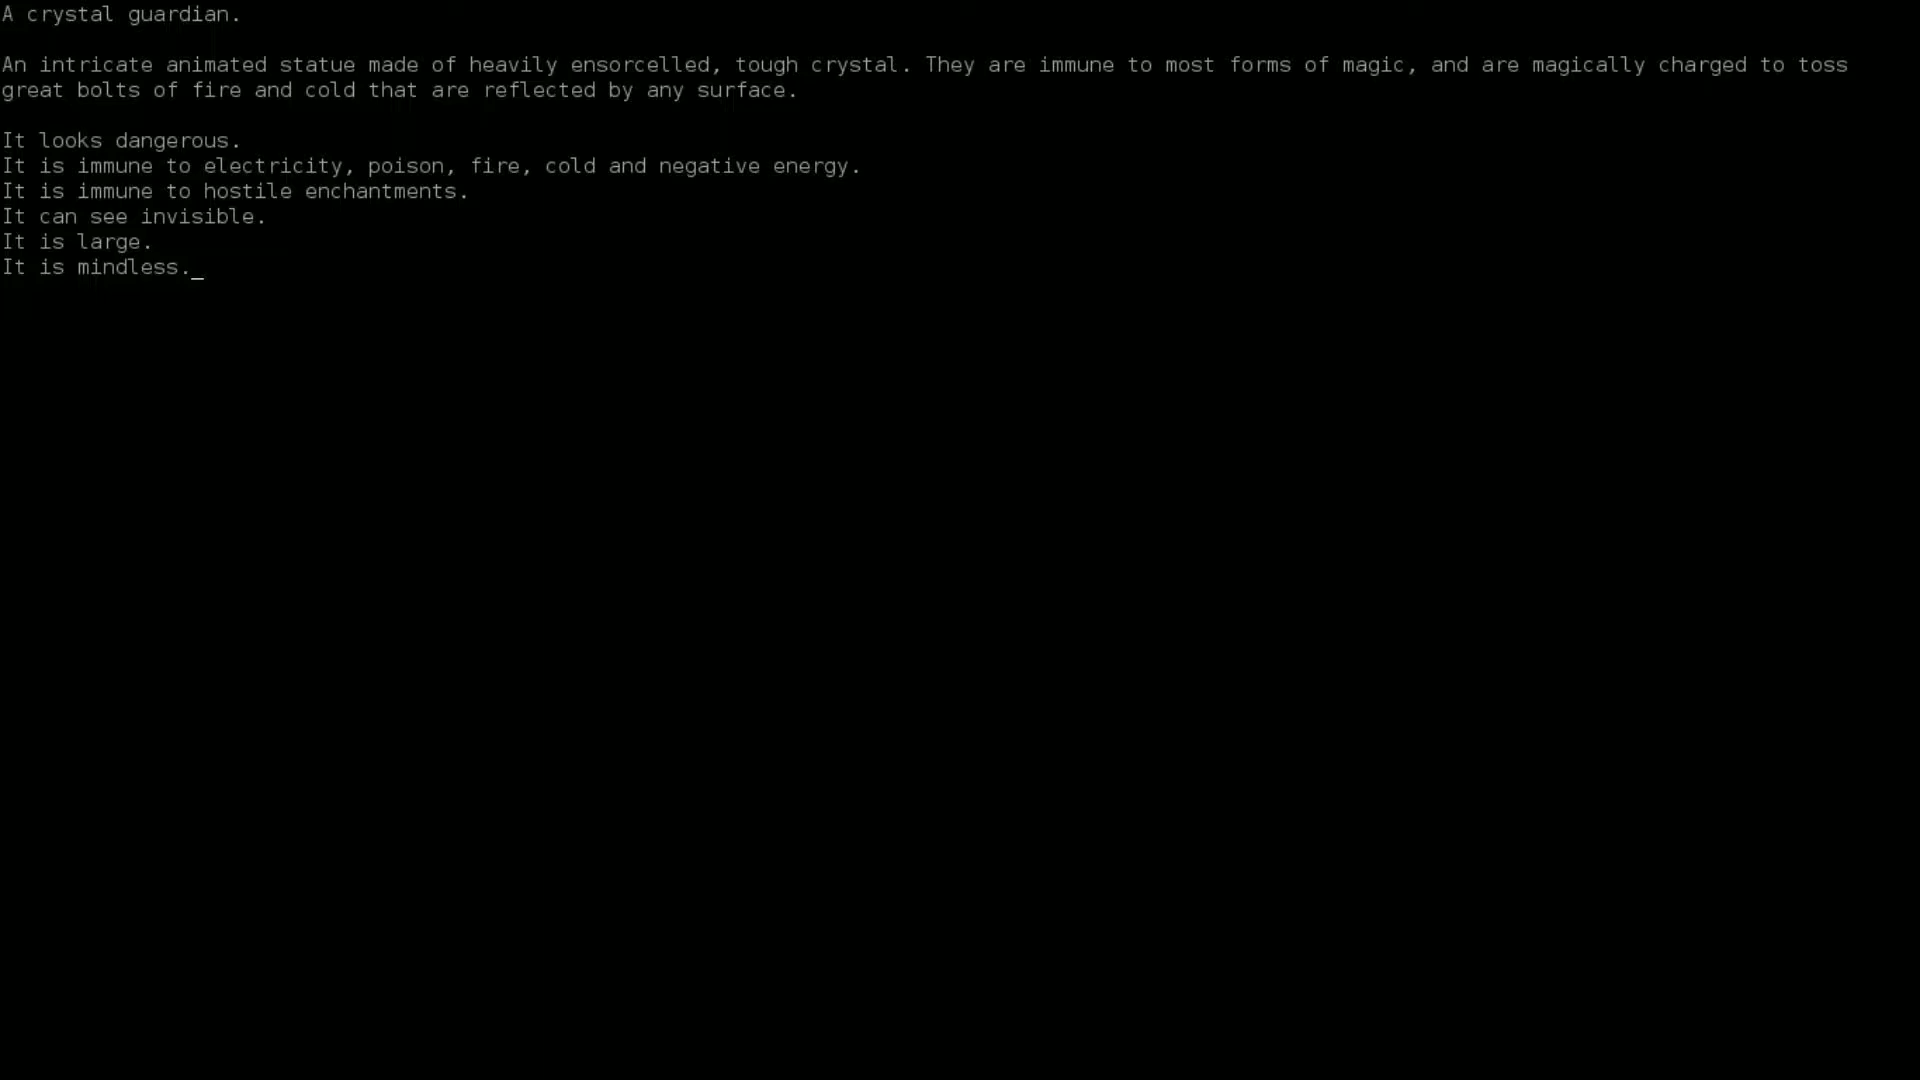 A crystal guardian.
An intricate animated statue made of heavily ensorcelled, tough crystal. They are immune to most forms of magic, and are magically charged to toss
great bolts of fire and cold that are reflected by any surface.
It looks dangerous.
It is immune to electricity, poison, fire, cold and negative energy.
It is immune to hostile enchantments.
It can see invisible.
It is large.
It is mindless._